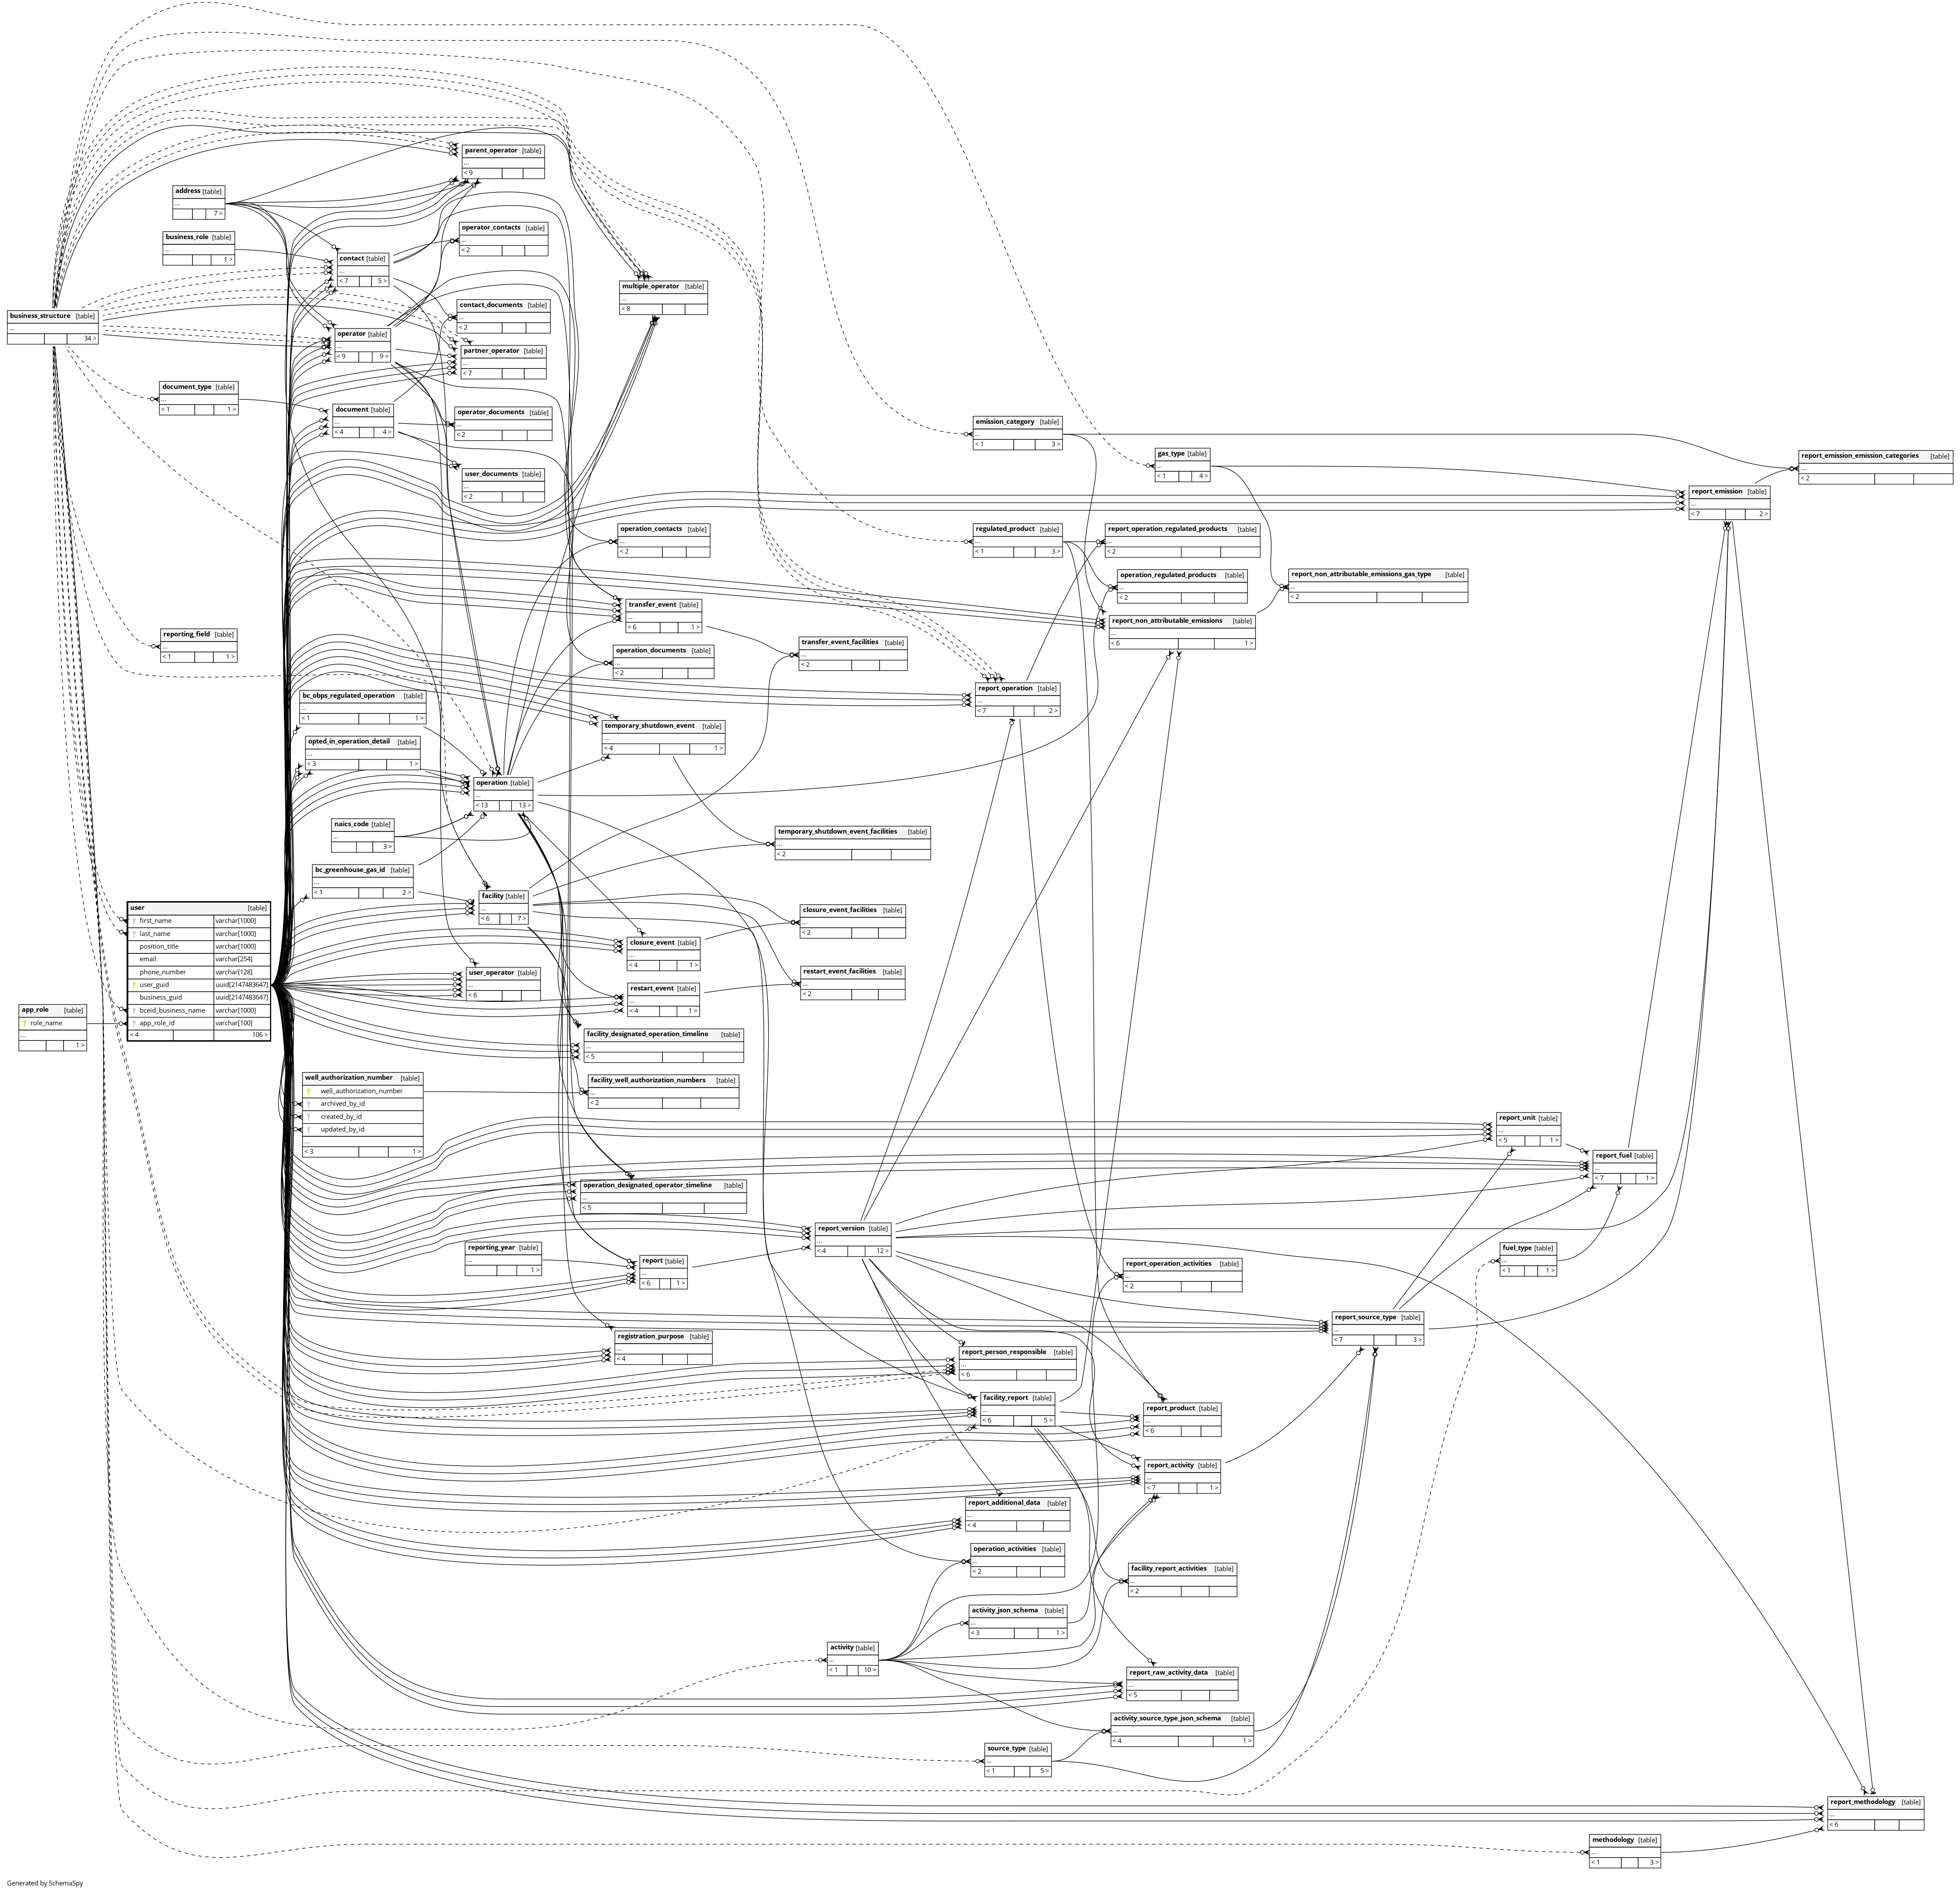 parent_operator [table]
...
< 9
address [table]
...
7 >
business_role [table]
...
1 >
operator_contacts [table]
...
< 2
contact [table]
...
< 7 5 >
multiple_operator [table]
...
< 8
contact_documents [table]
...
< 2
business_structure [table]
...
34 >
operator [table]
...
< 9 9 >
partner_operator [table]
...
< 7
document_type [table]
...
< 1 1 >
document [table]
...
< 4 4 >
operator_documents [table]
...
< 2
emission_category [table]
...
< 1 3 >
gas_type [table]
...
< 1 4 >
report_emission_emission_categories [table]
...
< 2
user_documents [table]
...
< 2
report_emission [table]
...
< 7 2 >
operation_contacts [table]
...
< 2
regulated_product [table]
...
< 1 3 >
report_operation_regulated_products [table]
...
< 2
operation_regulated_products [table]
...
< 2
report_non_attributable_emissions_gas_type [table]
...
< 2
transfer_event [table]
...
< 6 1 >
report_non_attributable_emissions [table]
...
< 6 1 >
reporting_field [table]
...
< 1 1 >
transfer_event_facilities [table]
...
< 2
operation_documents [table]
...
< 2
report_operation [table]
...
< 7 2 >
bc_obps_regulated_operation [table]
...
< 1 1 >
temporary_shutdown_event [table]
...
< 4 1 >
opted_in_operation_detail [table]
...
< 3 1 >
operation [table]
...
< 13 13 >
naics_code [table]
...
3 >
temporary_shutdown_event_facilities [table]
...
< 2
bc_greenhouse_gas_id [table]
...
< 1 2 >
facility [table]
...
< 6 7 >
closure_event_facilities [table]
...
< 2
user [table]
first_name varchar[1000]
last_name varchar[1000]
position_title varchar[1000]
email varchar[254]
phone_number varchar[128]
user_guid uuid[2147483647]
business_guid uuid[2147483647]
bceid_business_name varchar[1000]
app_role_id varchar[100]
< 4 106 >
closure_event [table]
...
< 4 1 >
user_operator [table]
...
< 6
restart_event_facilities [table]
...
< 2
restart_event [table]
...
< 4 1 >
app_role [table]
role_name
...
1 >
facility_designated_operation_timeline [table]
...
< 5
well_authorization_number [table]
well_authorization_number
archived_by_id
created_by_id
updated_by_id
...
< 3 1 >
facility_well_authorization_numbers [table]
...
< 2
report_unit [table]
...
< 5 1 >
report_fuel [table]
...
< 7 1 >
operation_designated_operator_timeline [table]
...
< 5
report_version [table]
...
< 4 12 >
reporting_year [table]
...
1 >
report [table]
...
< 6 1 >
fuel_type [table]
...
< 1 1 >
report_operation_activities [table]
...
< 2
report_source_type [table]
...
< 7 3 >
registration_purpose [table]
...
< 4
report_person_responsible [table]
...
< 6
facility_report [table]
...
< 6 5 >
report_product [table]
...
< 6
report_activity [table]
...
< 7 1 >
report_additional_data [table]
...
< 4
operation_activities [table]
...
< 2
facility_report_activities [table]
...
< 2
activity_json_schema [table]
...
< 3 1 >
activity [table]
...
< 1 10 >
report_raw_activity_data [table]
...
< 5
activity_source_type_json_schema [table]
...
< 4 1 >
source_type [table]
...
< 1 5 >
report_methodology [table]
...
< 6
methodology [table]
...
< 1 3 >
Generated by SchemaSpy